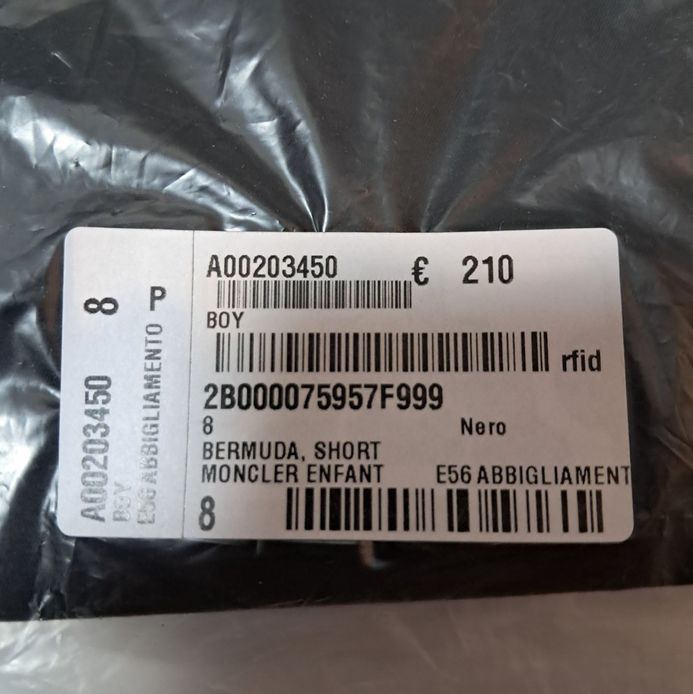 A00203450 € 210
BOY
rfid
2B000075957F999
8 Nero
BERMUDA, SHORT
MONCLER ENFANT E56 ABBIGLIAMENT
8
8 P
A00203450
BOY
E56 ABBIGLIAMENTO